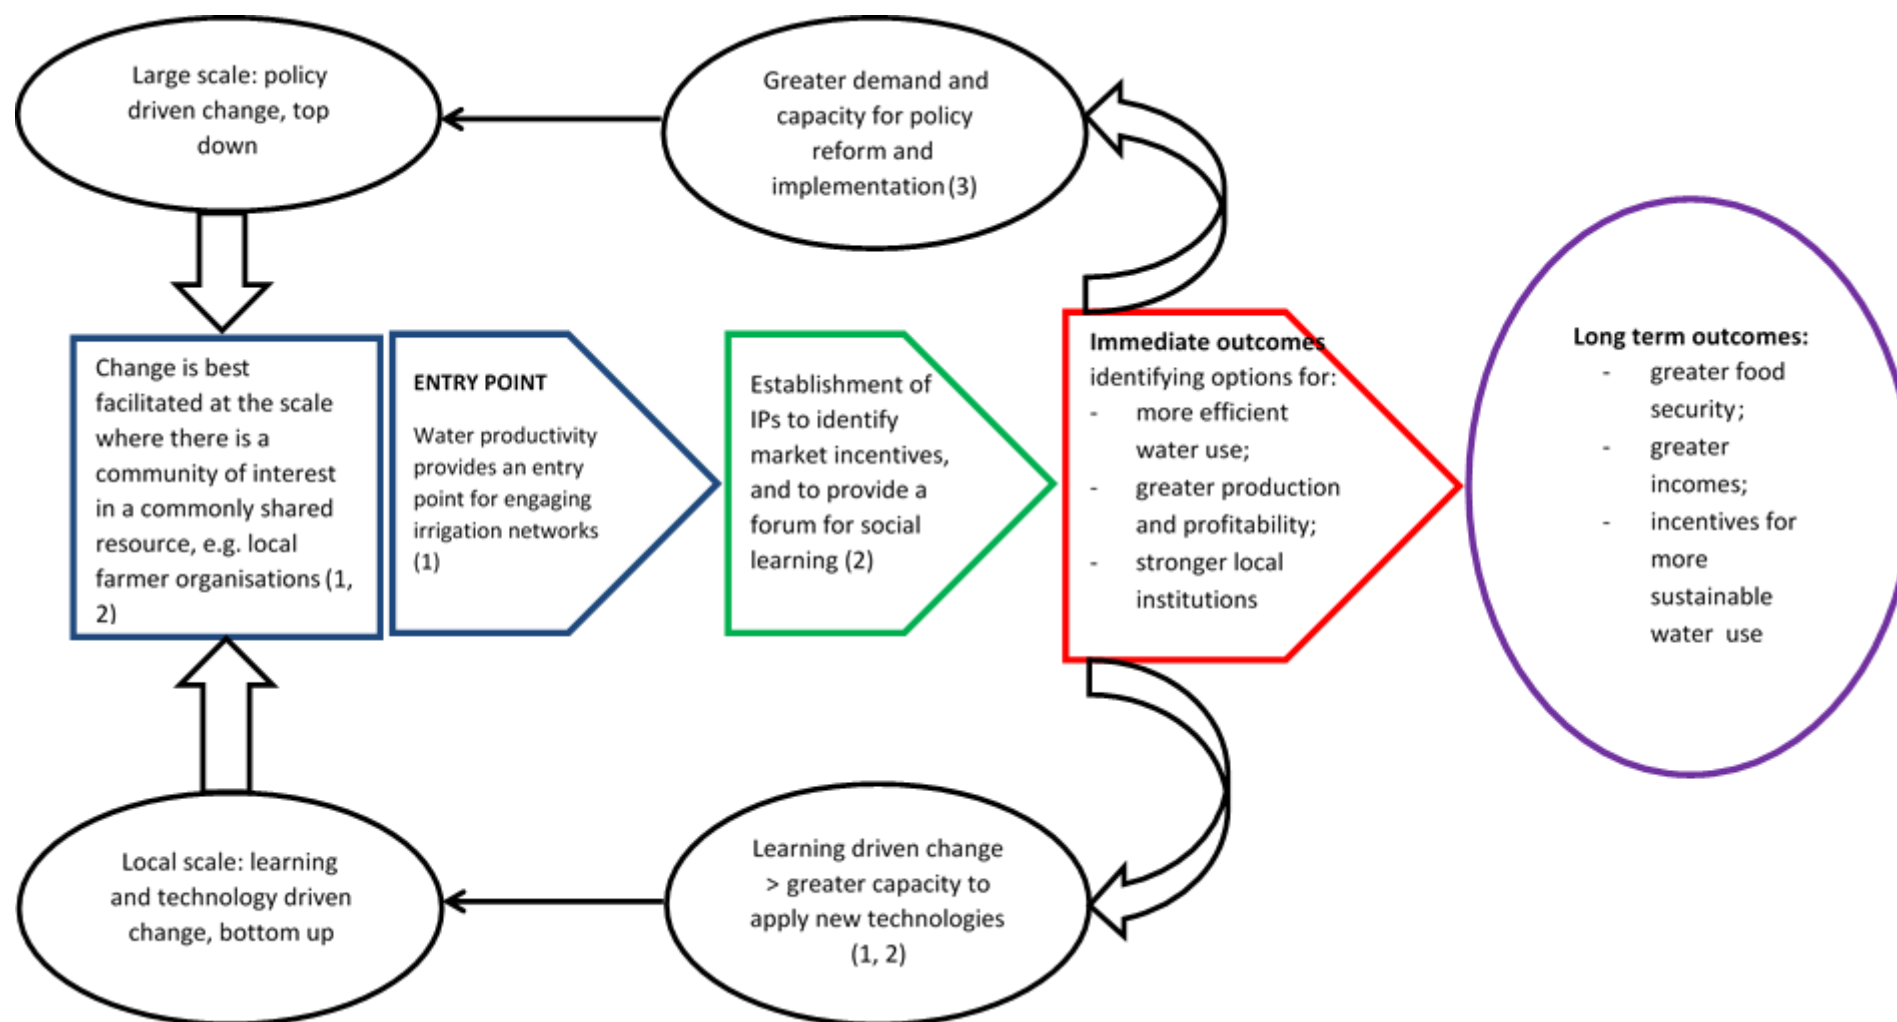 Large scale: policy
driven change, top
down
Greater demand and
capacity for policy
reform and
implementation (3)
Change is best
facilitated at the scale
where there is a
community of interest
in a commonly shared
resource, e.g. local
farmer organisations (1,
2)
ENTRY POINT
Water productivity
provides an entry
point for engaging
irrigation networks
(1)
Establishment of
IPs to identify
market incentives,
and to provide a
forum for social
learning (2)
Immediate outcomes
identifying options for:
- more efficient
water use;
- greater production
and profitability;
- stronger local
institutions
Long term outcomes:
- greater food
security;
- greater
incomes;
- incentives for
more
sustainable
water use
Local scale: learning
and technology driven
change, bottom up
Learning driven change
> greater capacity to
apply new technologies
(1, 2)